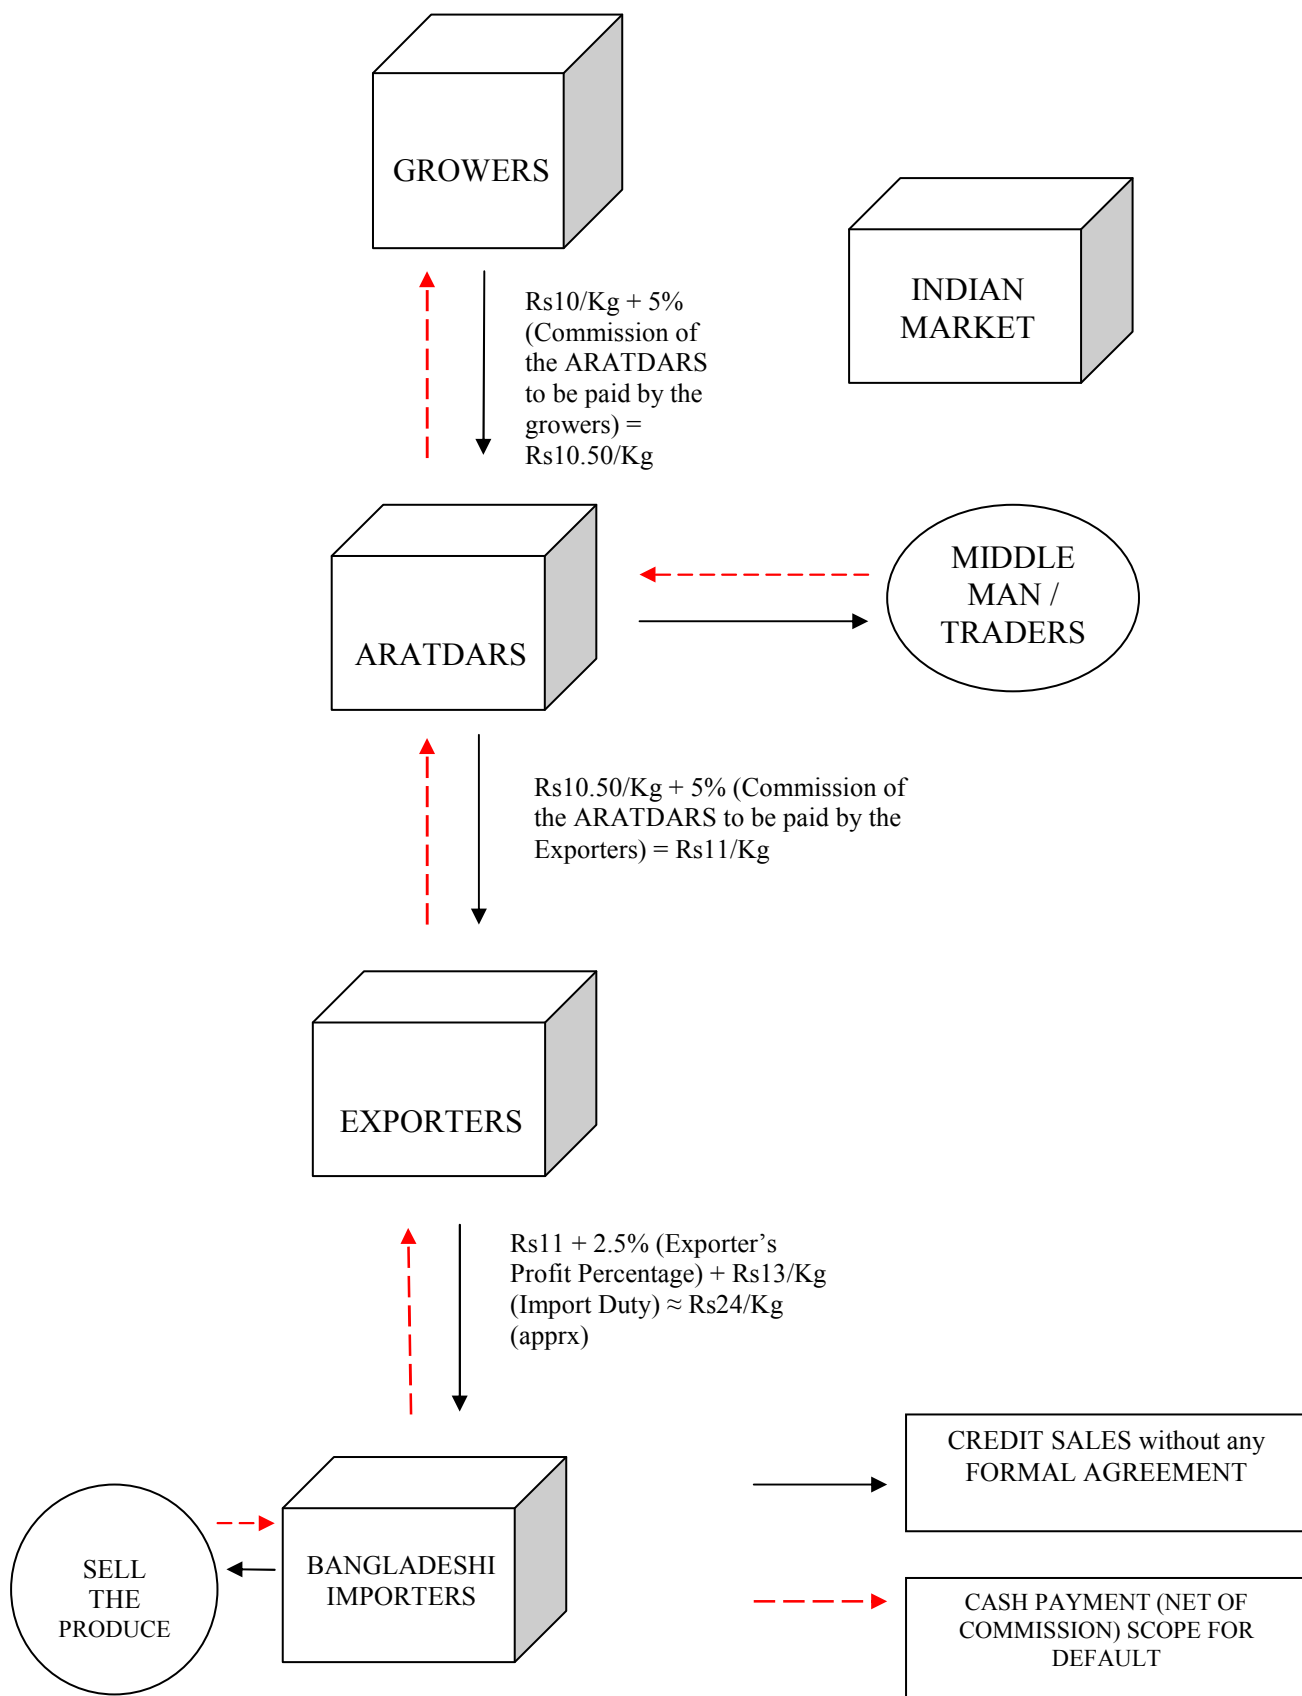 GROWERS
INDIAN
MARKET
Rs10/Kg + 5%
(Commission of
the ARATDARS
to be paid by the
growers) =
Rs10.50/Kg
MIDDLE
MAN /
TRADERS
ARATDARS
Rs10.50/Kg + 5% (Commission of
the ARATDARS to be paid by the
Exporters) = Rs11/Kg
EXPORTERS
Rs11 + 2.5% (Exporter’s
Profit Percentage) + Rs13/Kg
(Import Duty) ≈ Rs24/Kg
(apprx)
SELL
THE
PRODUCE
BANGLADESHI
IMPORTERS
CREDIT SALES without any
FORMAL AGREEMENT
CASH PAYMENT (NET OF
COMMISSION) SCOPE FOR
DEFAULT